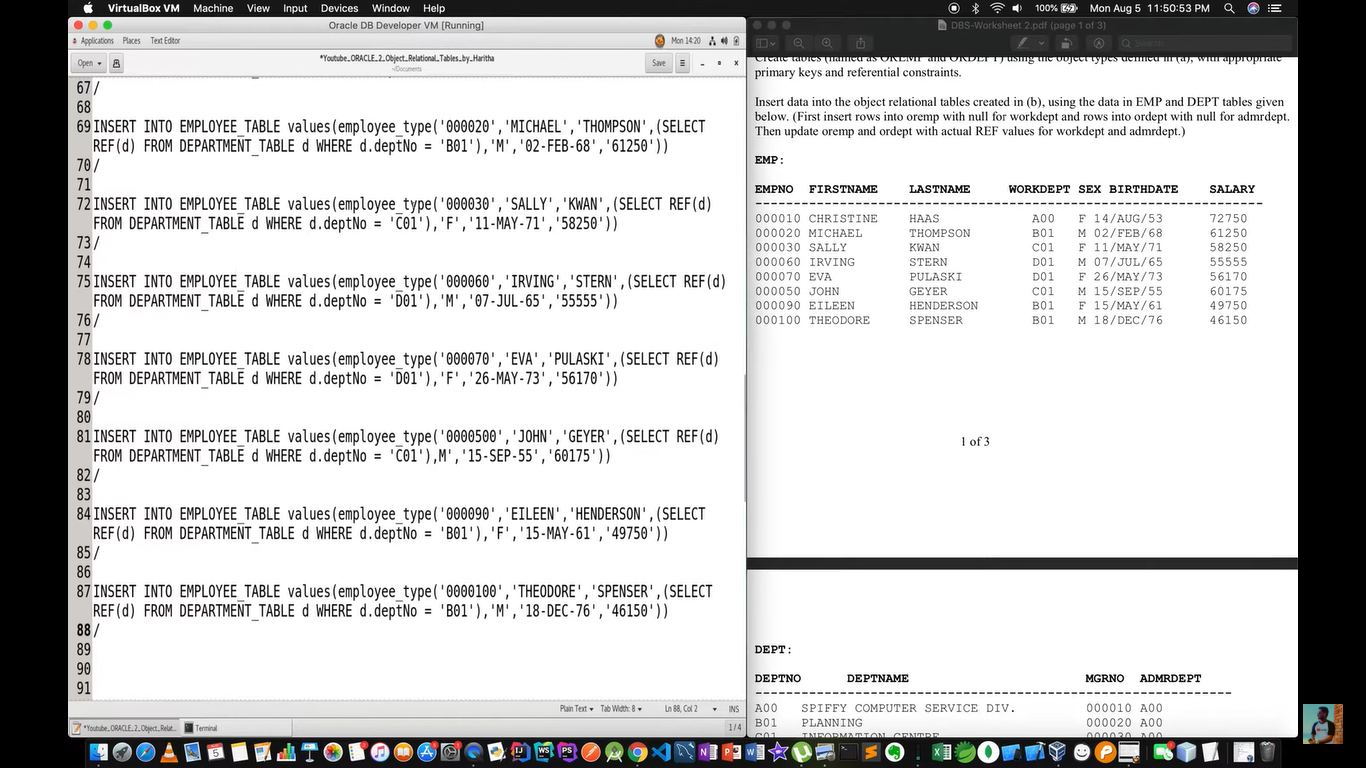 VirtualBox VM Machine View Input Devices Window Help 100% Mon Aug 5 11:50:53 PM
Oracle DB Developer VM [Running]
Applications Places Text Editor Mon 14:20
Open *Youtube_ORACLE_2_Object_Relational_Tables_by_Haritha Save
~/Documents
67 /
68
69 INSERT INTO EMPLOYEE_TABLE values(employee_type('000020','MICHAEL','THOMPSON',(SELECT
REF(d) FROM DEPARTMENT_TABLE d WHERE d.deptNo = 'B01'),'M','02-FEB-68','61250'))
70 /
71
72 INSERT INTO EMPLOYEE_TABLE values(employee_type('000030','SALLY','KWAN',(SELECT REF(d)
FROM DEPARTMENT_TABLE d WHERE d.deptNo = 'C01'),'F','11-MAY-71','58250'))
73 /
74
75 INSERT INTO EMPLOYEE_TABLE values(employee_type('000060','IRVING','STERN',(SELECT REF(d)
FROM DEPARTMENT_TABLE d WHERE d.deptNo = 'D01'),'M','07-JUL-65','55555'))
76 /
77
78 INSERT INTO EMPLOYEE_TABLE values(employee_type('000070','EVA','PULASKI',(SELECT REF(d)
FROM DEPARTMENT_TABLE d WHERE d.deptNo = 'D01'),'F','26-MAY-73','56170'))
79 /
80
81 INSERT INTO EMPLOYEE_TABLE values(employee_type('0000500','JOHN','GEYER',(SELECT REF(d)
FROM DEPARTMENT_TABLE d WHERE d.deptNo = 'C01'),M','15-SEP-55','60175'))
82 /
83
84 INSERT INTO EMPLOYEE_TABLE values(employee_type('000090','EILEEN','HENDERSON',(SELECT
REF(d) FROM DEPARTMENT_TABLE d WHERE d.deptNo = 'B01'),'F','15-MAY-61','49750'))
85 /
86
87 INSERT INTO EMPLOYEE_TABLE values(employee_type('0000100','THEODORE','SPENSER',(SELECT
REF(d) FROM DEPARTMENT_TABLE d WHERE d.deptNo = 'B01'),'M','18-DEC-76','46150'))
88 /
89
90
91
Plain Text Tab Width: 8 Ln 88, Col 2 INS
*Youtube_ORACLE_2_Object_Relat... Terminal 1 / 4
DBS-Worksheet 2.pdf (page 1 of 3)
Search
Create tables (named as OREMP and ORDEPT) using the object types defined in (a), with appropriate
primary keys and referential constraints.
Insert data into the object relational tables created in (b), using the data in EMP and DEPT tables given
below. (First insert rows into oremp with null for workdept and rows into ordept with null for admrdept.
Then update oremp and ordept with actual REF values for workdept and admrdept.)
EMP:
EMPNO FIRSTNAME LASTNAME WORKDEPT SEX BIRTHDATE SALARY
000010 CHRISTINE HAAS A00 F 14/AUG/53 72750
000020 MICHAEL THOMPSON B01 M 02/FEB/68 61250
000030 SALLY KWAN C01 F 11/MAY/71 58250
000060 IRVING STERN D01 M 07/JUL/65 55555
000070 EVA PULASKI D01 F 26/MAY/73 56170
000050 JOHN GEYER C01 M 15/SEP/55 60175
000090 EILEEN HENDERSON B01 F 15/MAY/61 49750
000100 THEODORE SPENSER B01 M 18/DEC/76 46150
1 of 3
DEPT:
DEPTNO DEPTNAME MGRNO ADMRDEPT
A00 SPIFFY COMPUTER SERVICE DIV. 000010 A00
B01 PLANNING 000020 A00
C01 INFORMATION CENTRE 000030 A00